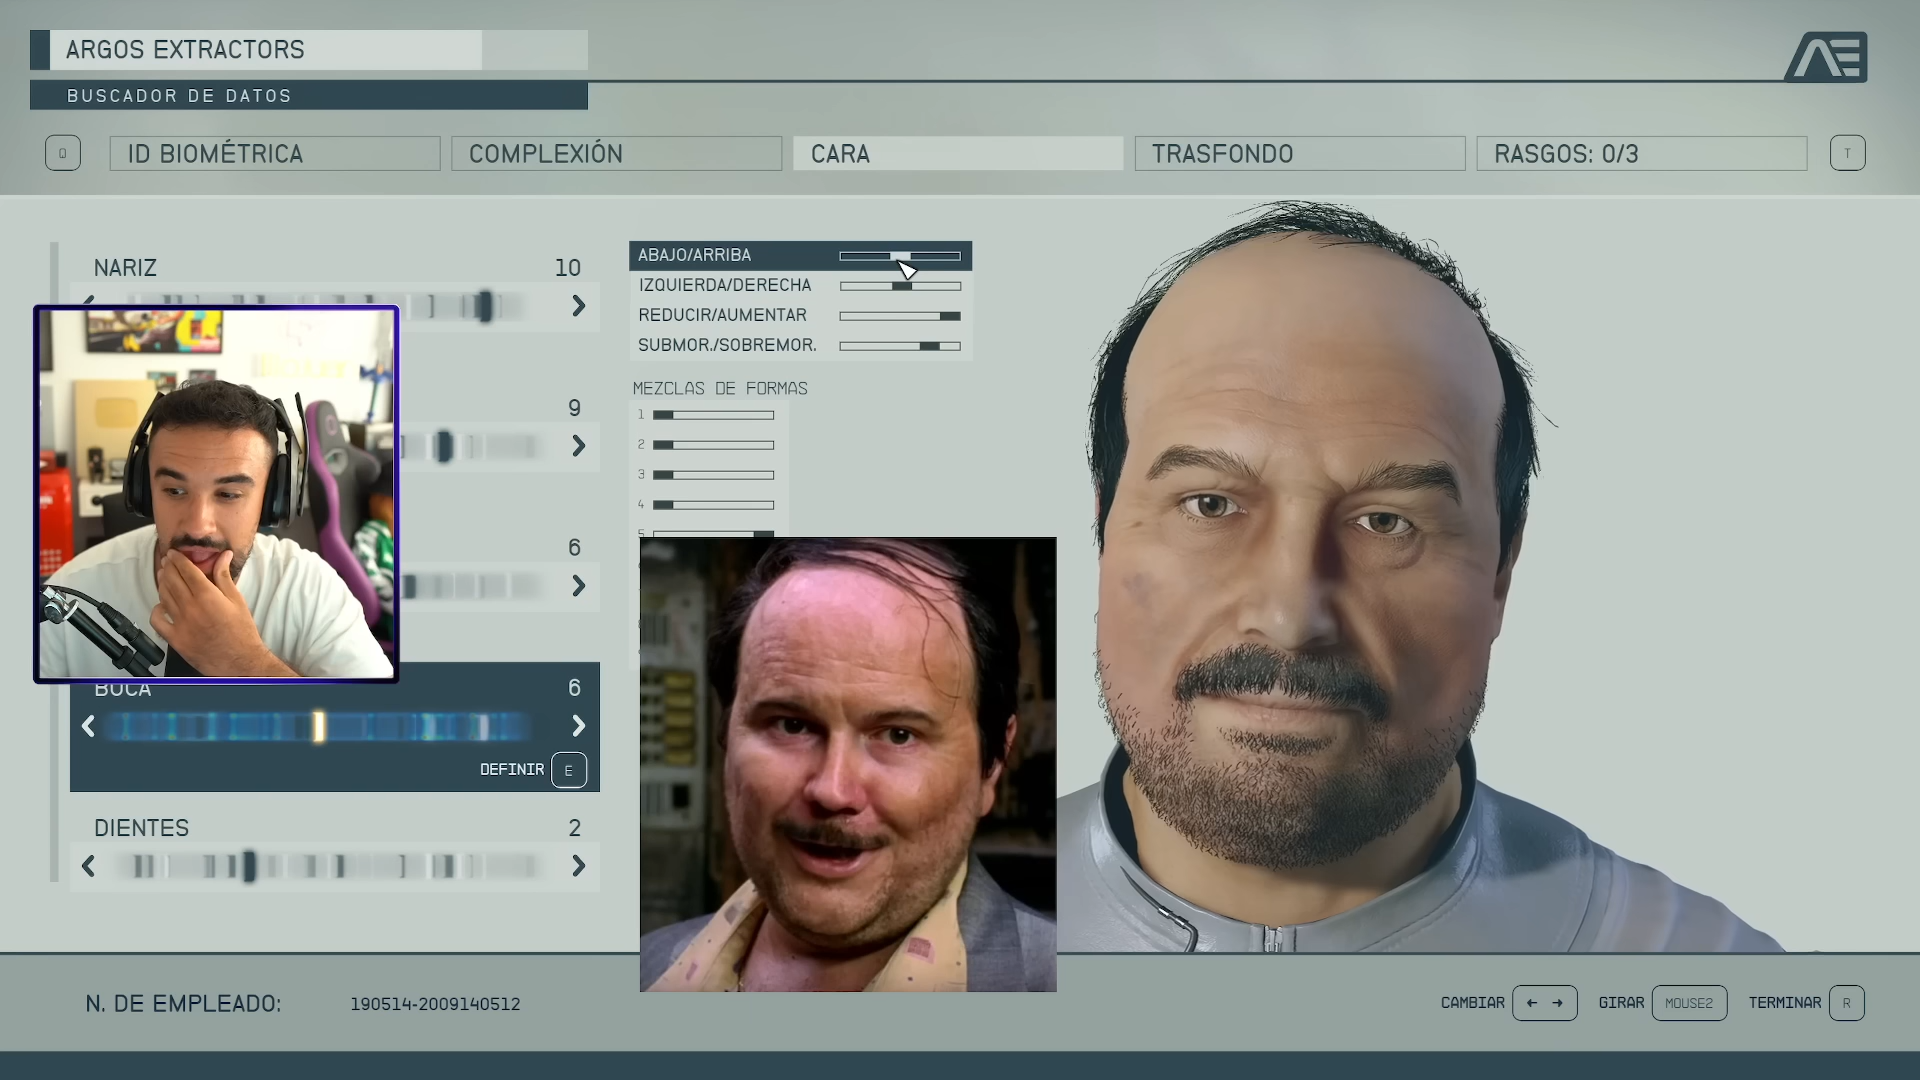 ARGOS EXTRACTORS
BUSCADOR DE DATOS
Q
ID BIOMÉTRICA
COMPLEXIÓN
CARA
TRASFONDO
RASGOS: 0/3
T
NARIZ
10
9
6
BOCA
6
DEFINIR
E
DIENTES
2
ABAJO/ARRIBA
IZQUIERDA/DERECHA
REDUCIR/AUMENTAR
SUBMOR./SOBREMOR.
MEZCLAS DE FORMAS
1
2
3
4
5
N. DE EMPLEADO:
190514-2009140512
CAMBIAR
← →
GIRAR
MOUSE2
TERMINAR
R